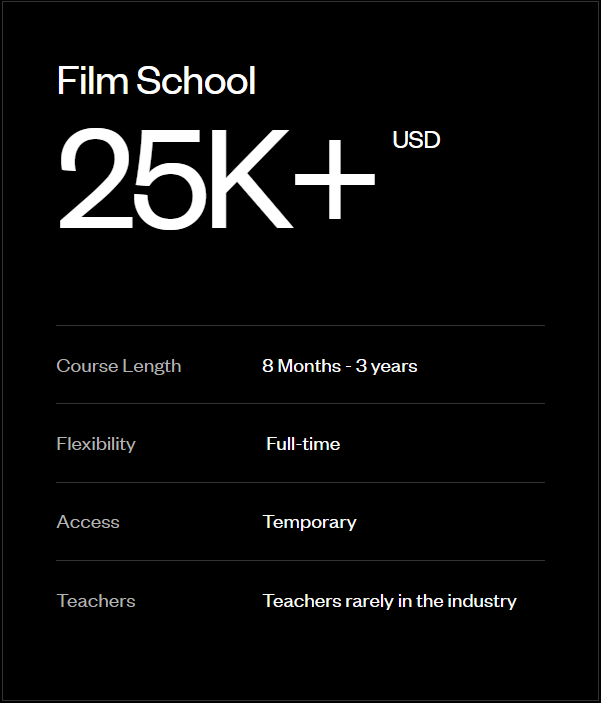 Film School
25K+ USD
Course Length 8 Months - 3 years
Flexibility Full-time
Access Temporary
Teachers Teachers rarely in the industry